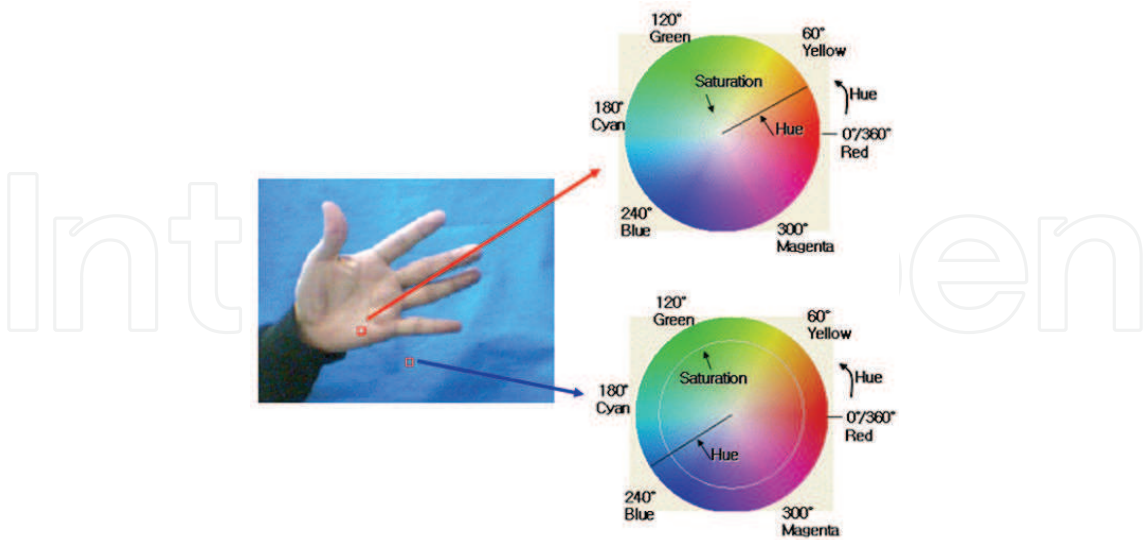 120°
Green
60°
Yellow
Saturation
Hue
180°
Cyan
Hue
0°/360°
Red
240°
Blue
300°
Magenta
120°
Green
60°
Yellow
Saturation
Hue
180°
Cyan
0°/360°
Red
Hue
240°
Blue
300°
Magenta